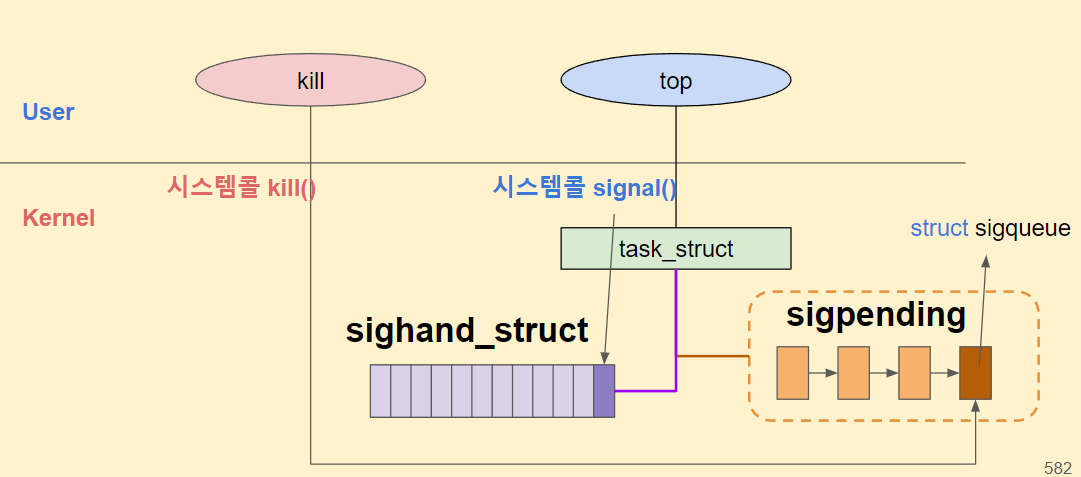 kill
top
User
시스템콜 kill()
시스템콜 signal()
Kernel
struct sigqueue
task_struct
sigpending
sighand_struct
582